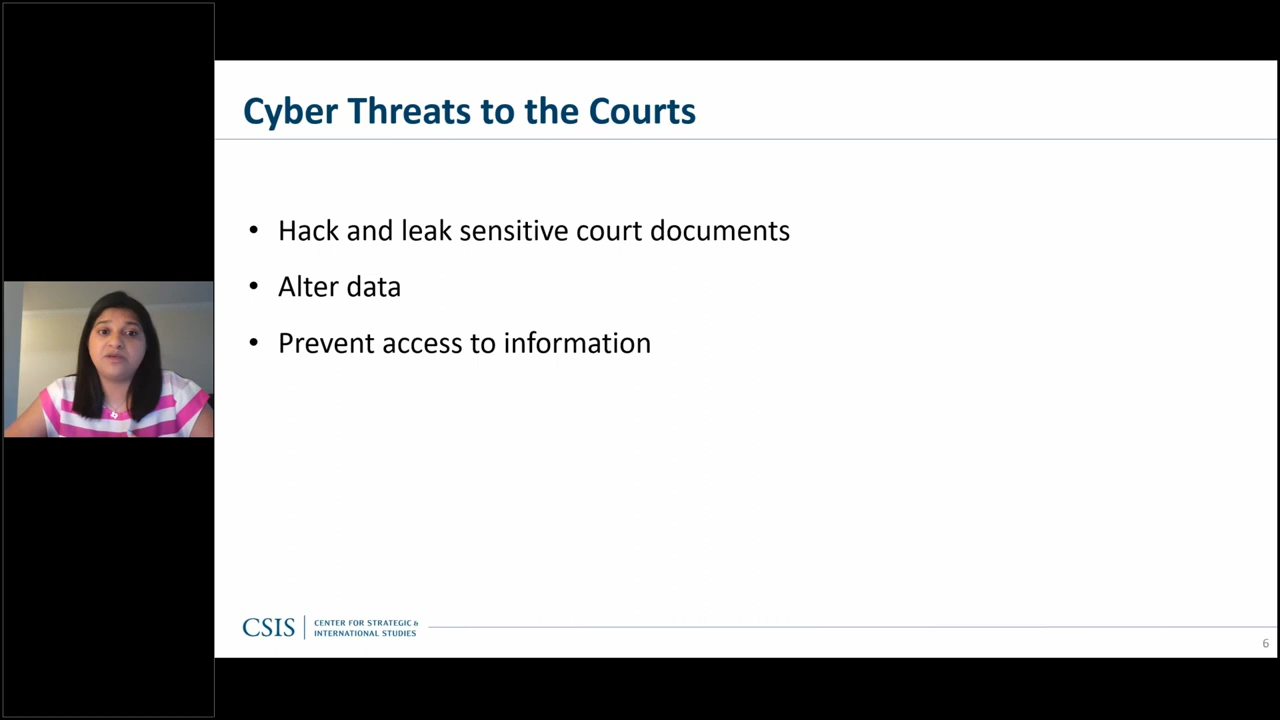 Cyber Threats to the Courts
• Hack and leak sensitive court documents
• Alter data
• Prevent access to information
CSIS
CENTER FOR STRATEGIC &
INTERNATIONAL STUDIES
6